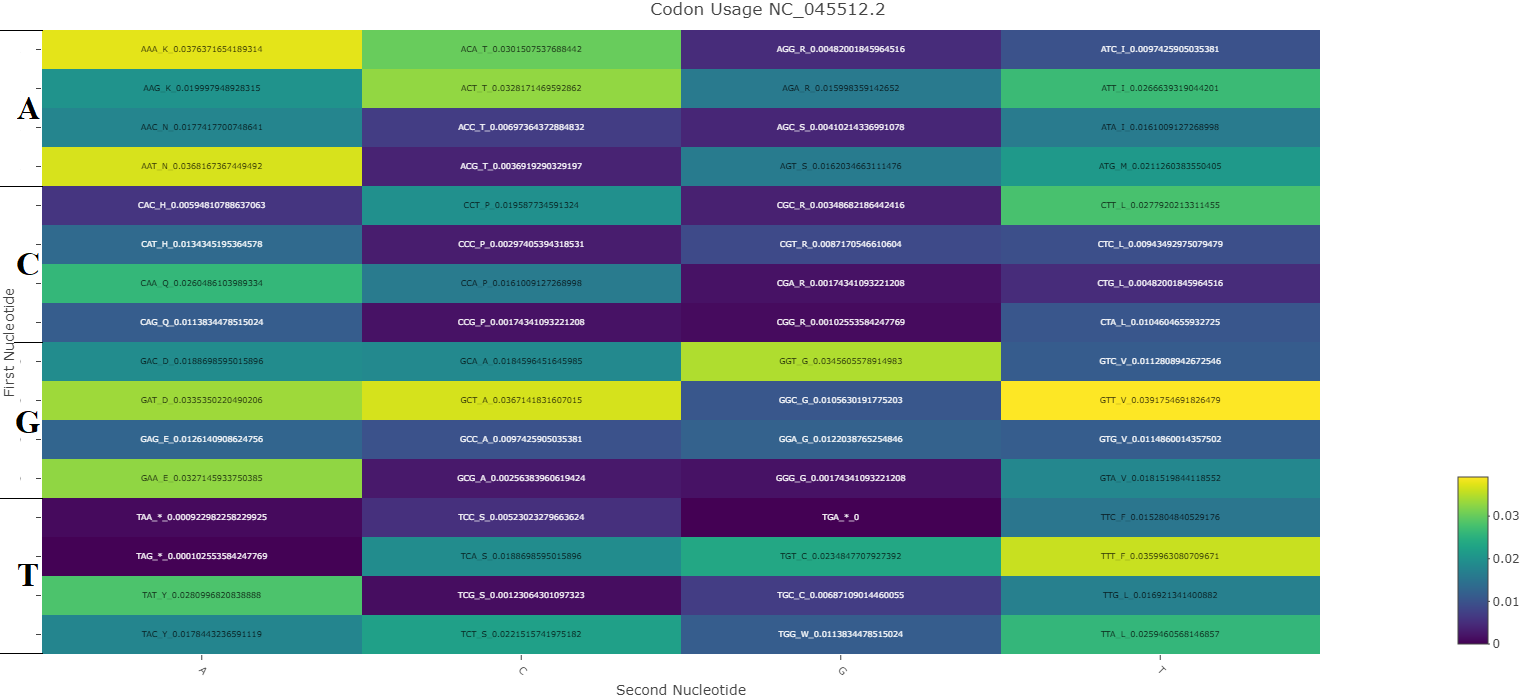 Codon Usage NC_045512.2
AAA_K_0.0376371654189314 ACA_T_0.0301507537688442 AGG_R_0.00482001845964516 ATC_I_0.0097425905035381
AAG_K_0.019997948928315 ACT_T_0.0328171469592862 AGA_R_0.015998359142652 ATT_I_0.0266639319044201
A
AAC_N_0.0177417700748641 ACC_T_0.00697364372884832 AGC_S_0.00410214336991078 ATA_I_0.0161009127268998
AAT_N_0.0368167367449492 ACG_T_0.0036919290329197 AGT_S_0.0162034663111476 ATG_M_0.0211260383550405
CAC_H_0.00594810788637063 CCT_P_0.019587734591324 CGC_R_0.00348682186442416 CTT_L_0.0277920213311455
CAT_H_0.0134345195364578 CCC_P_0.00297405394318531 CGT_R_0.0087170546610604 CTC_L_0.00943492975079479
C
CAA_Q_0.0260486103989334 CCA_P_0.0161009127268998 CGA_R_0.00174341093221208 CTG_L_0.00482001845964516
CAG_Q_0.0113834478515024 CCG_P_0.00174341093221208 CGG_R_0.00102553584247769 CTA_L_0.0104604655932725
First Nucleotide
GAC_D_0.0188698595015896 GCA_A_0.0184596451645985 GGT_G_0.0345605578914983 GTC_V_0.0112808942672546
GAT_D_0.0335350220490206 GCT_A_0.0367141831607015 GGC_G_0.0105630191775203 GTT_V_0.0391754691826479
G
GAG_E_0.0126140908624756 GCC_A_0.0097425905035381 GGA_G_0.0122038765254846 GTG_V_0.0114860014357502
GAA_E_0.0327145933750385 GCG_A_0.00256383960619424 GGG_G_0.00174341093221208 GTA_V_0.0181519844118552
TAA_*_0.000922982258229925 TCC_S_0.00523023279663624 TGA_*_0 TTC_F_0.0152804840529176
TAG_*_0.000102553584247769 TCA_S_0.0188698595015896 TGT_C_0.0234847707927392 TTT_F_0.0359963080709671
T
TAT_Y_0.0280996820838888 TCG_S_0.00123064301097323 TGC_C_0.00687109014460055 TTG_L_0.016921341400882
TAC_Y_0.0178443236591119 TCT_S_0.0221515741975182 TGG_W_0.0113834478515024 TTA_L_0.0259460568146857
A C G T
Second Nucleotide
0.03
0.02
0.01
0